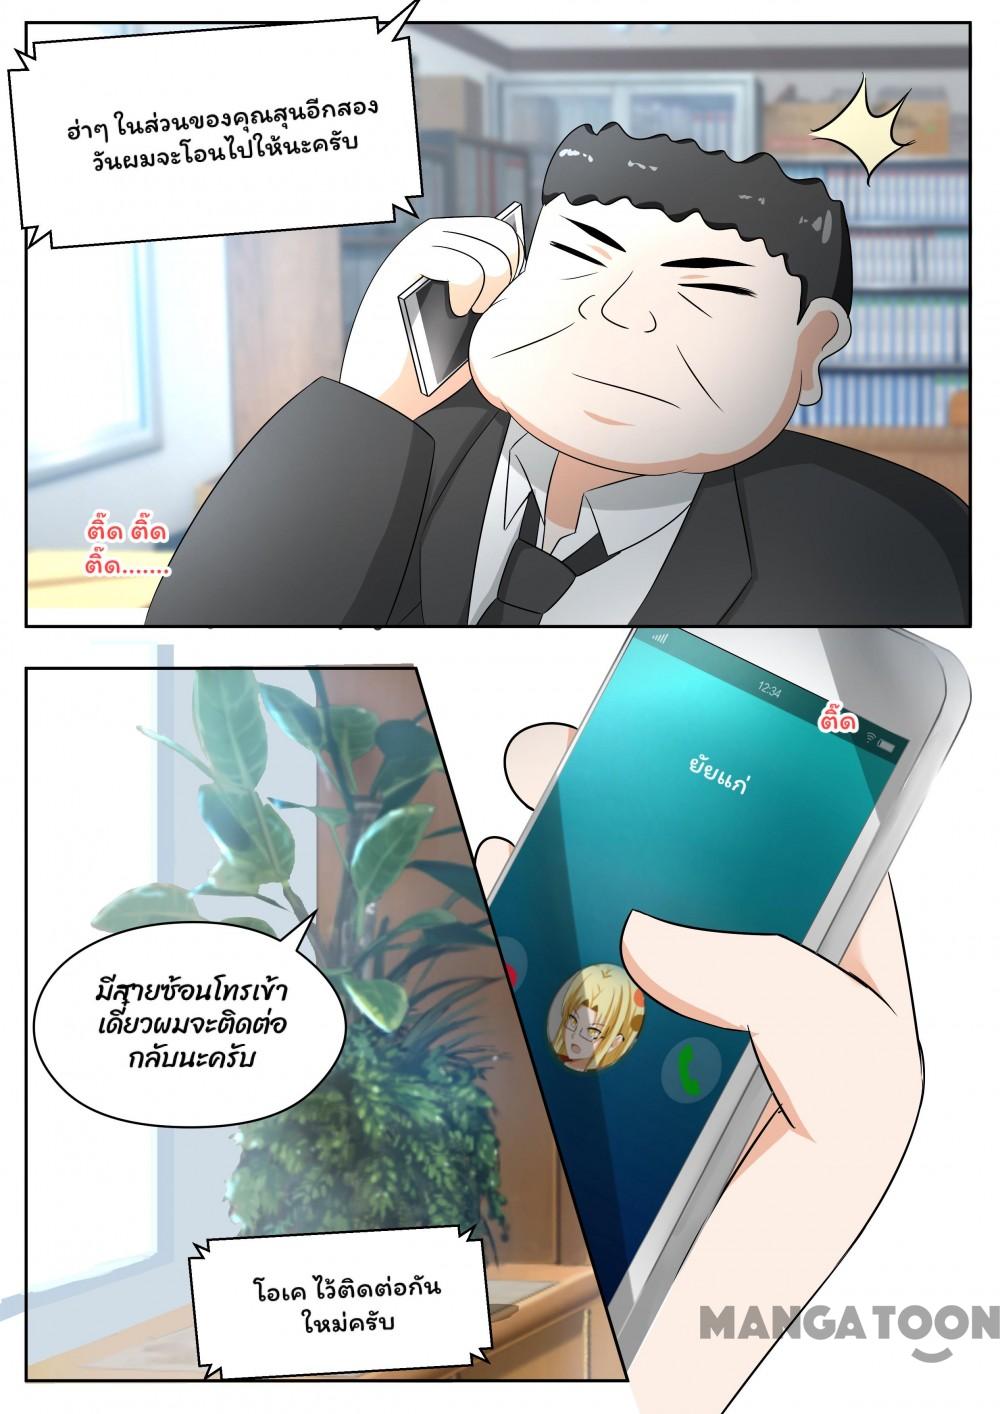 ฮ่าๆ ในส่วนของคุณสุนอีกสอง
วันผมจะโอนไปให้นะครับ
ติ๊ด ติ๊ด
ติ๊ด.......
12:34
ติ๊ด
ยัยแก่
มีสายซ้อนโทรเข้า
เดี๋ยวผมจะติดต่อ
กลับนะครับ
โอเค ไว้ติดต่อกัน
ใหม่ครับ
MANGATOON